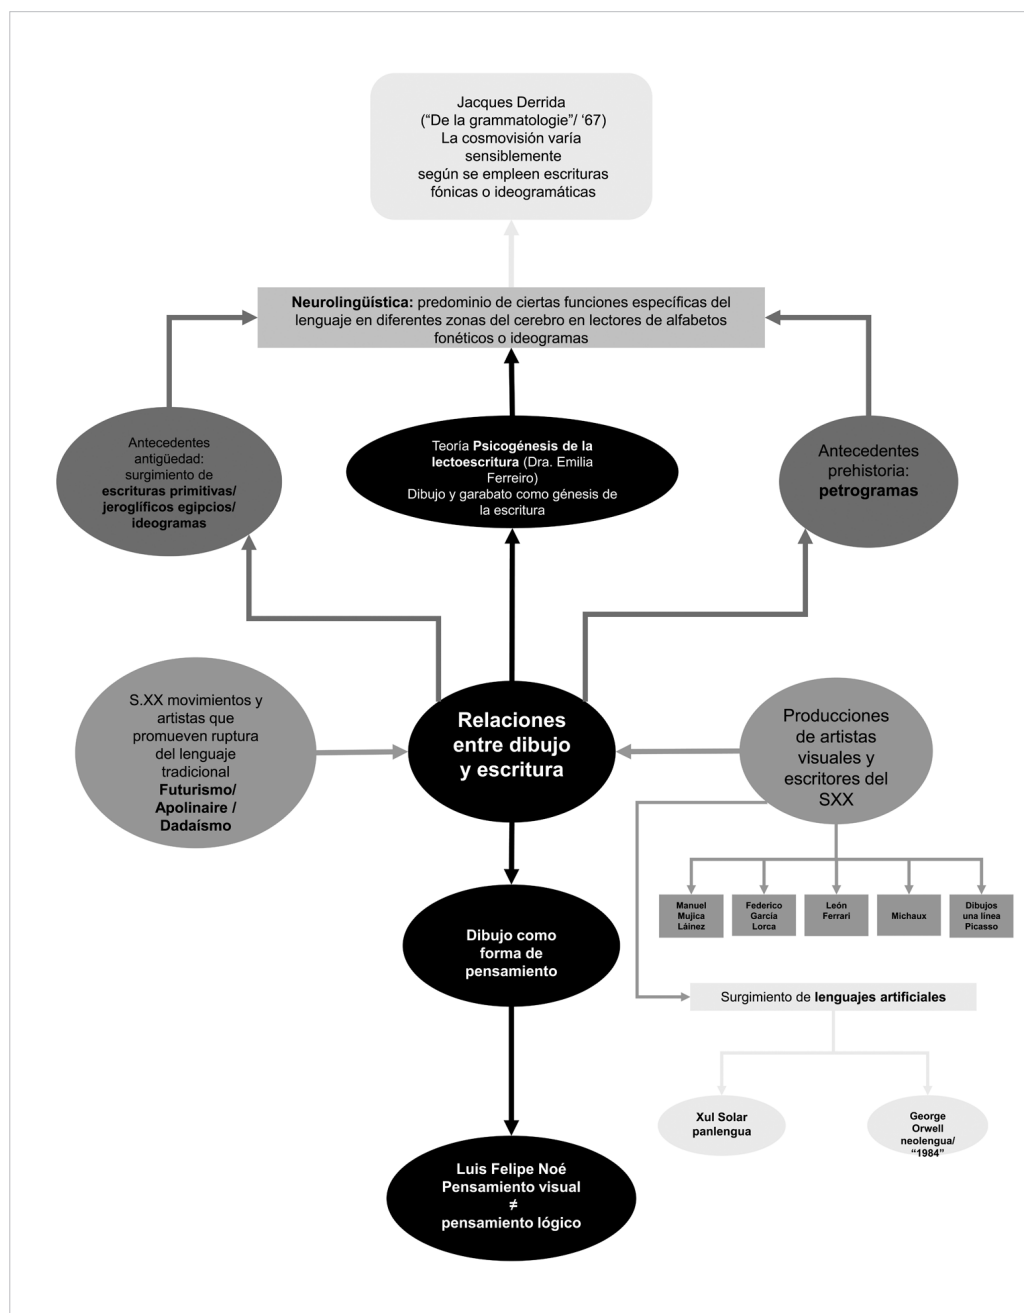 Jacques Derrida
(“De la grammatologie”/ ‘67)
La cosmovisión varía
sensiblemente
según se empleen escrituras
fónicas o ideogramáticas
Neurolingüística: predominio de ciertas funciones específicas del
lenguaje en diferentes zonas del cerebro en lectores de alfabetos
fonéticos o ideogramas
Antecedentes
antigüedad:
surgimiento de
escrituras primitivas/
jeroglíficos egipcios/
ideogramas
Teoría Psicogénesis de la
lectoescritura (Dra. Emilia
Ferreiro)
Dibujo y garabato como génesis de
la escritura
Antecedentes
prehistoria:
petrogramas
S.XX movimientos y
artistas que
promueven ruptura
del lenguaje
tradicional
Futurismo/
Apolinaire /
Dadaísmo
Relaciones
entre dibujo
y escritura
Producciones
de artistas
visuales y
escritores del
SXX
Manuel
Mujica
Láinez
Federico
García
Lorca
León
Ferrari
Michaux
Dibujos
una línea
Picasso
Dibujo como
forma de
pensamiento
Surgimiento de lenguajes artificiales
Xul Solar
panlengua
George
Orwell
neolengua/
“1984”
Luis Felipe Noé
Pensamiento visual
≠
pensamiento lógico